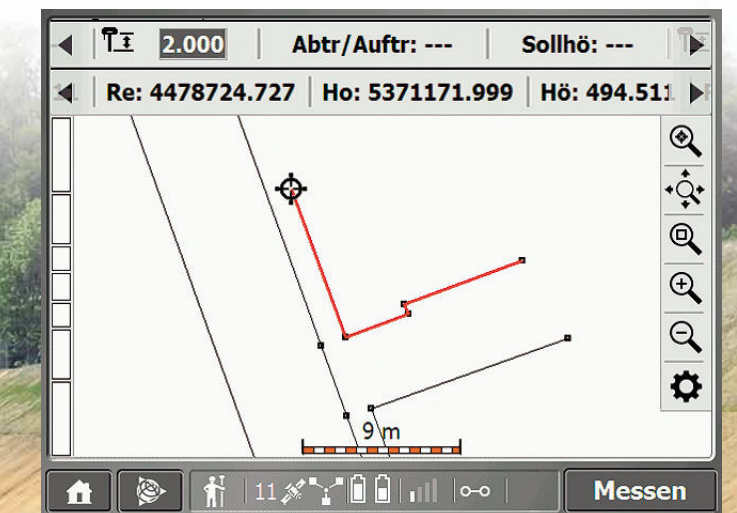 2.000 Abtr/Auftr: --- Sollhö: ---
Re: 4478724.727 Ho: 5371171.999 Hö: 494.511
9 m
11 Messen